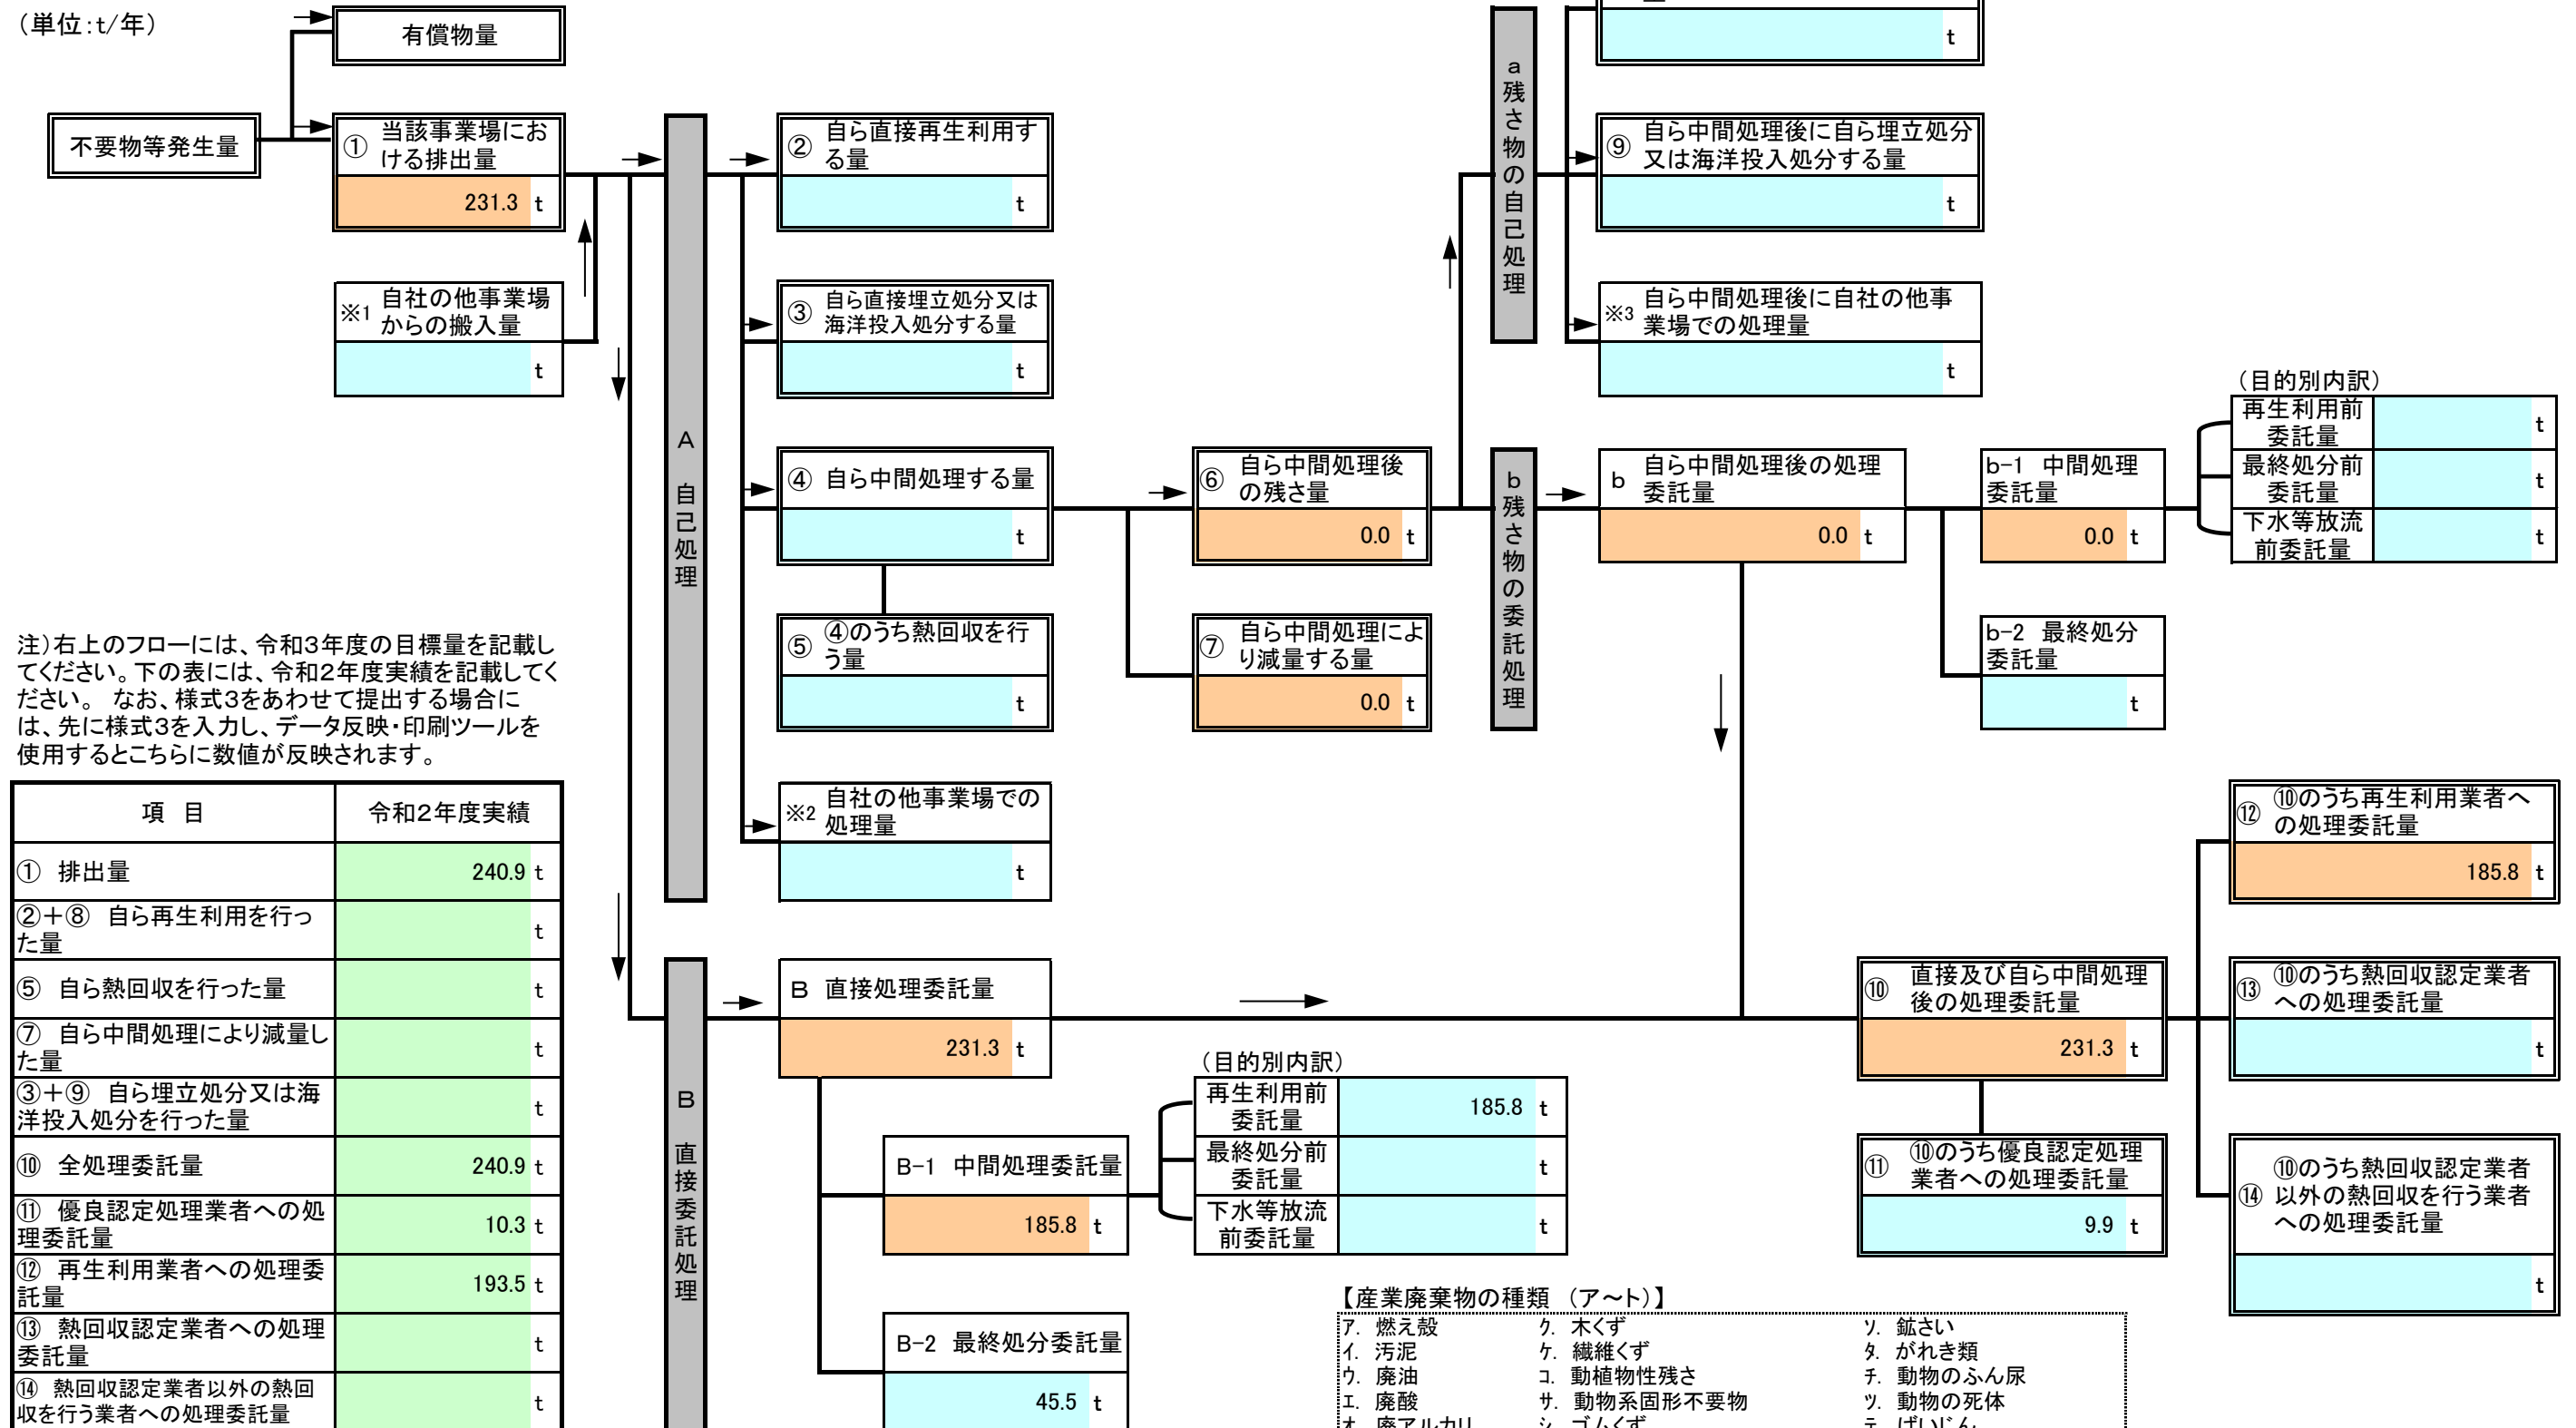 （単位：t/年）
有償物量
不要物等発生量
① 当該事業場にお
ける排出量
231.3 t
※1 自社の他事業場
からの搬入量
t
A 自己処理
② 自ら直接再生利用す
る量
t
③ 自ら直接埋立処分又は
海洋投入処分する量
t
④ 自ら中間処理する量
t
⑤ ④のうち熱回収を行
う量
t
※2 自社の他事業場での
処理量
t
⑥ 自ら中間処理後
の残さ量
0.0 t
⑦ 自ら中間処理によ
り減量する量
0.0 t
a 残さ物の自己処理
t
⑨ 自ら中間処理後に自ら埋立処分
又は海洋投入処分する量
t
※3 自ら中間処理後に自社の他事
業場での処理量
t
b 残さ物の委託処理
b 自ら中間処理後の処理
委託量
0.0 t
b-1 中間処理
委託量
0.0 t
（目的別内訳）
再生利用前
委託量
t
最終処分前
委託量
t
下水等放流
前委託量
t
b-2 最終処分
委託量
t
注）右上のフローには、令和３年度の目標量を記載し
てください。下の表には、令和２年度実績を記載してく
ださい。 なお、様式３をあわせて提出する場合に
は、先に様式３を入力し、データ反映・印刷ツールを
使用するとこちらに数値が反映されます。
項 目 令和２年度実績
① 排出量 240.9 t
②＋⑧ 自ら再生利用を行っ
た量
t
⑤ 自ら熱回収を行った量 t
⑦ 自ら中間処理により減量し
た量
t
③＋⑨ 自ら埋立処分又は海
洋投入処分を行った量
t
⑩ 全処理委託量 240.9 t
⑪ 優良認定処理業者への処
理委託量
10.3 t
⑫ 再生利用業者への処理委
託量
193.5 t
⑬ 熱回収認定業者への処理
委託量
t
⑭ 熱回収認定業者以外の熱回
収を行う業者への処理委託量
t
B 直接委託処理
B 直接処理委託量
231.3 t
B-1 中間処理委託量
185.8 t
（目的別内訳）
再生利用前
委託量
185.8 t
最終処分前
委託量
t
下水等放流
前委託量
t
B-2 最終処分委託量
45.5 t
⑩ 直接及び自ら中間処理
後の処理委託量
231.3 t
⑪ ⑩のうち優良認定処理
業者への処理委託量
9.9 t
⑫ ⑩のうち再生利用業者へ
の処理委託量
185.8 t
⑬ ⑩のうち熱回収認定業者
への処理委託量
t
⑭ ⑩のうち熱回収認定業者
以外の熱回収を行う業者
への処理委託量
t
【産業廃棄物の種類 （ア～ト）】
ｱ. 燃え殻 ｸ. 木くず ｿ. 鉱さい
ｲ. 汚泥 ｹ. 繊維くず ﾀ. がれき類
ｳ. 廃油 ｺ. 動植物性残さ ﾁ. 動物のふん尿
ｴ. 廃酸 ｻ. 動物系固形不要物 ﾂ. 動物の死体
ｵ. 廃アルカリ ｼ. ゴムくず ﾃ. ばいじん